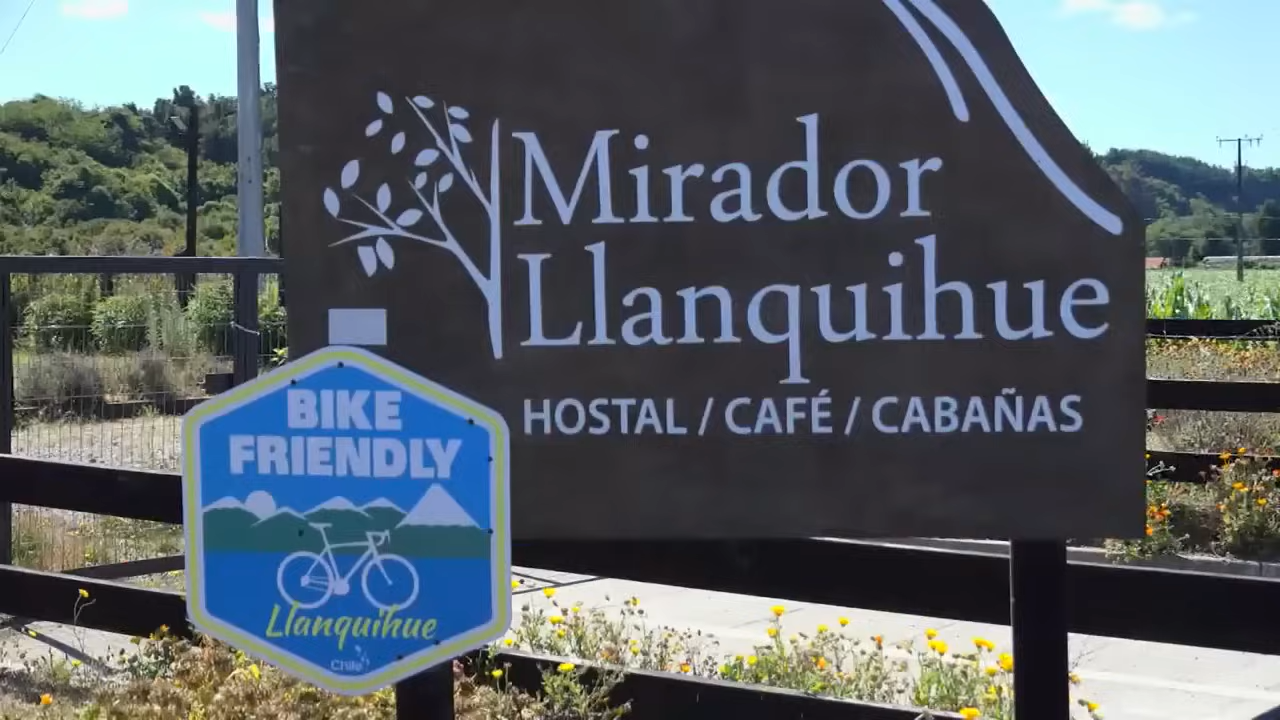 Mirador
Llanquihue
HOSTAL / CAFÉ / CABAÑAS
BIKE
FRIENDLY
Llanquihue
Chile